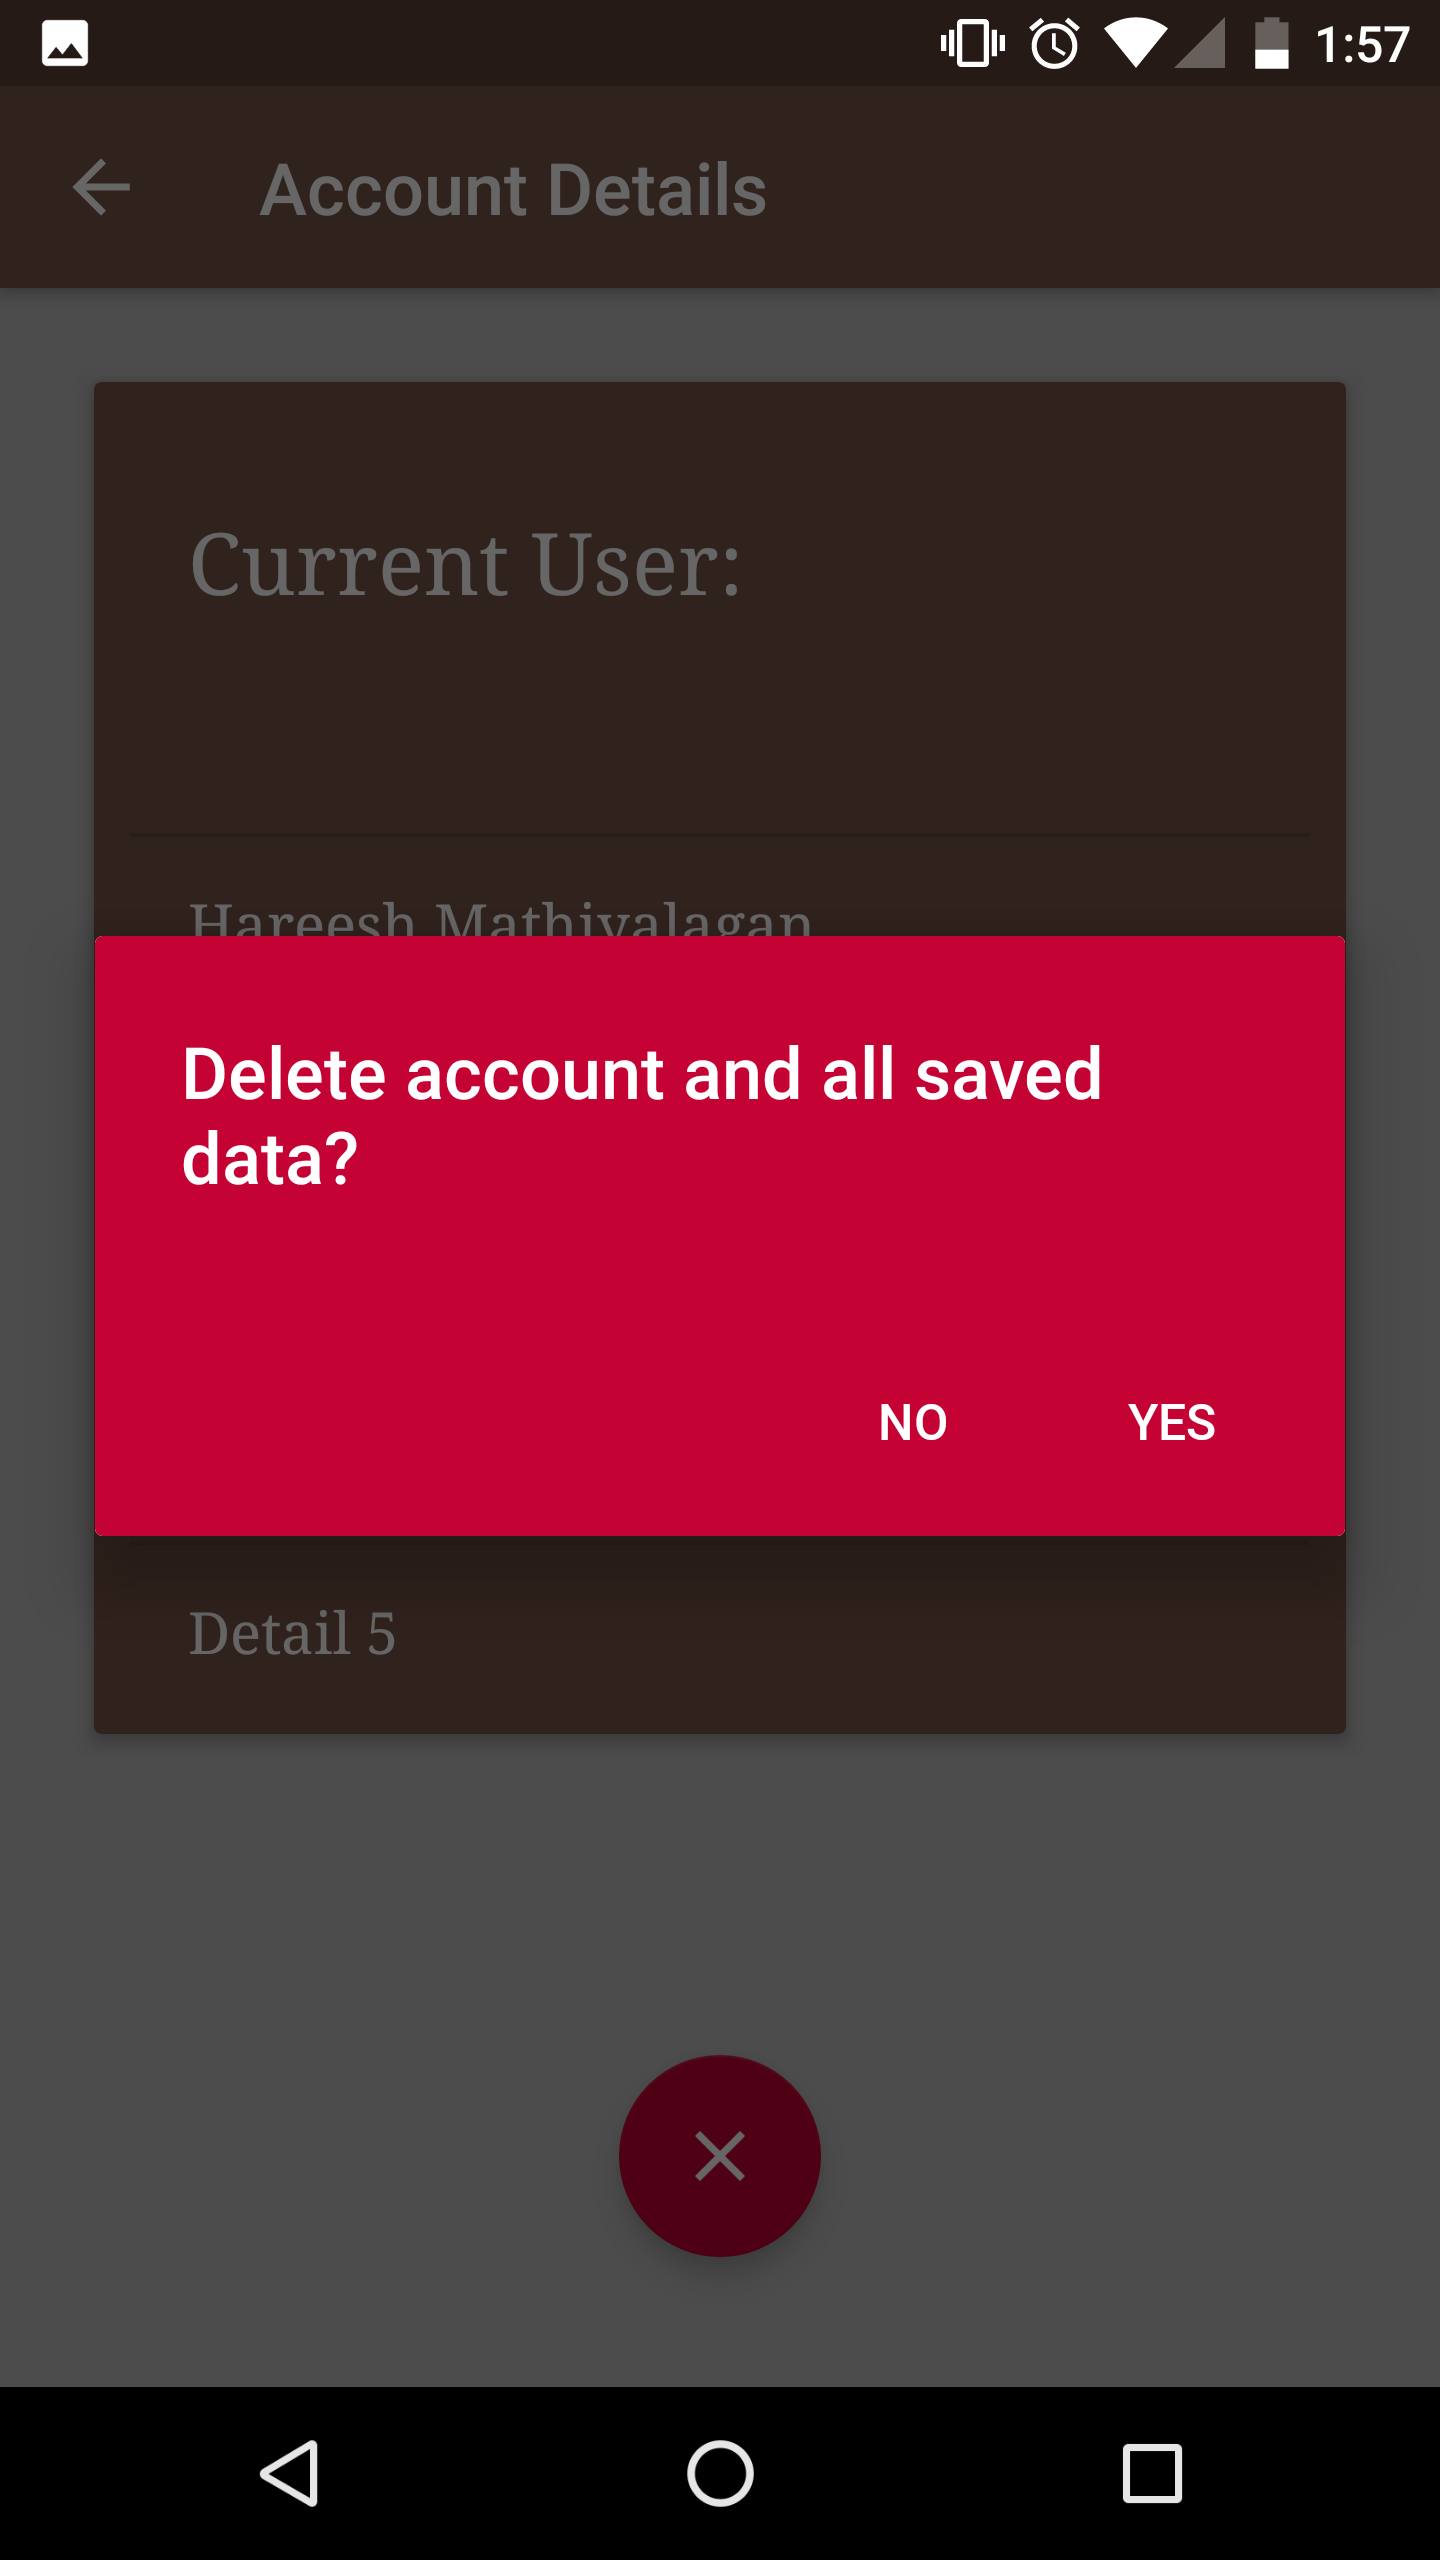 1:57
Account Details
Current User:
Hareesh Mathivalagan
Delete account and all saved
data?
NO YES
Detail 5